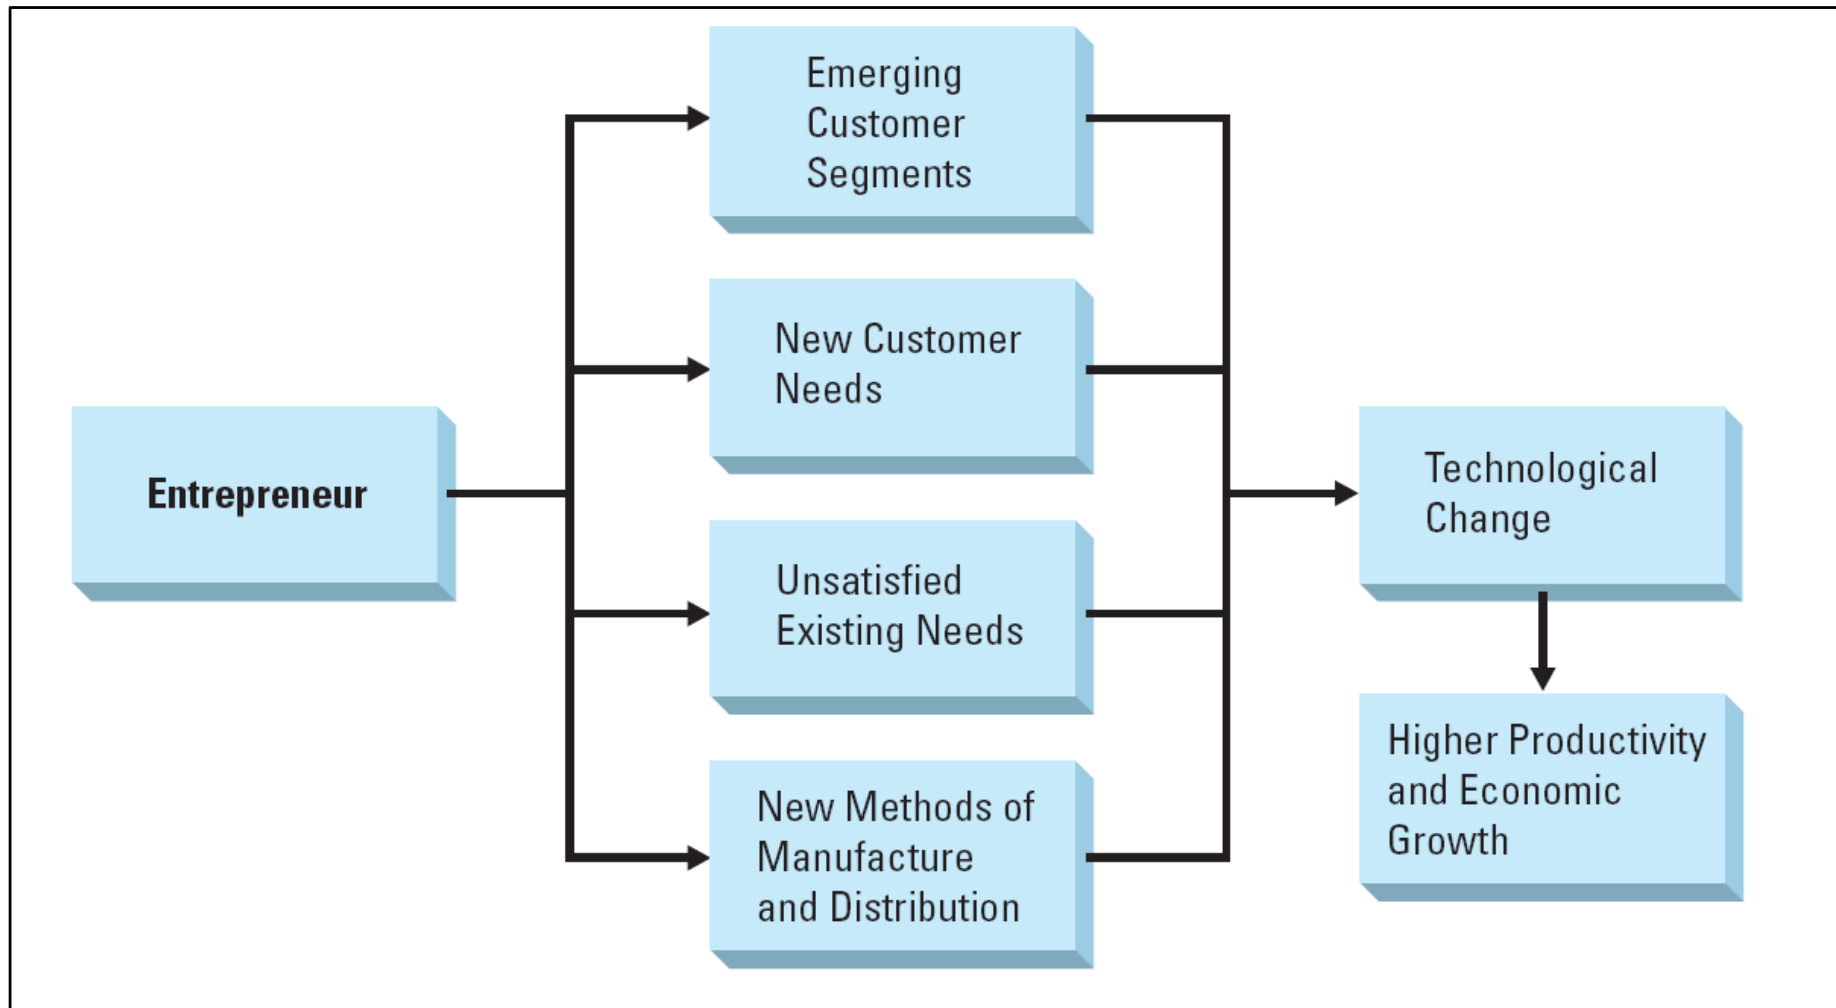 Entrepreneur
Emerging
Customer
Segments
New Customer
Needs
Unsatisfied
Existing Needs
New Methods of
Manufacture
and Distribution
Technological
Change
Higher Productivity
and Economic
Growth